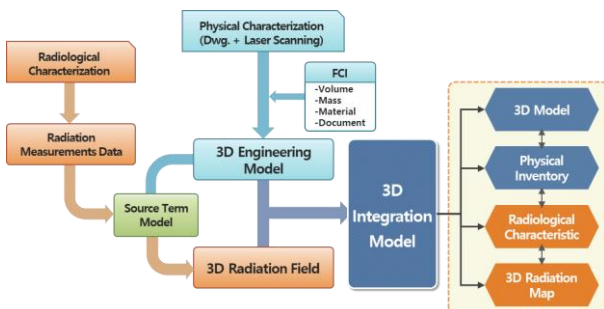 Physical Characterization
(Dwg. + Laser Scanning)
Radiological
Characterization
FCI
-Volume
-Mass
-Material
-Document
Radiation
Measurements Data
3D Engineering
Model
Source Term
Model
3D Radiation Field
3D
Integration
Model
3D Model
Physical
Inventory
Radiological
Characteristic
3D Radiation
Map